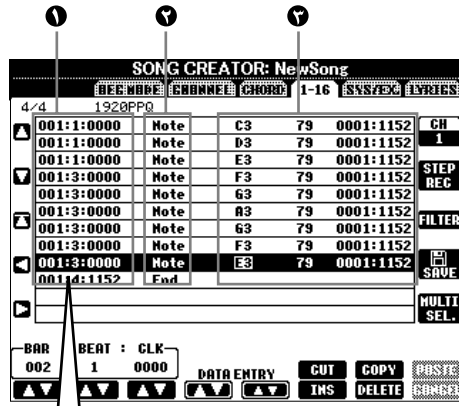 ❶ ❷ ❸
SONG CREATOR: NewSong
REC MODE CHANNEL CHORD 1-16 SYS/EX. LYRICS
4/4 1920PPQ
001:1:0000 Note C3 79 0001:1152
001:1:0000 Note D3 79 0001:1152
001:1:0000 Note E3 79 0001:1152
001:3:0000 Note F3 79 0001:1152
001:3:0000 Note G3 79 0001:1152
001:3:0000 Note A3 79 0001:1152
001:3:0000 Note G3 79 0001:1152
001:3:0000 Note F3 79 0001:1152
001:3:0000 Note E3 79 0001:1152
001:4:1152 End
CH
1
STEP
REC
FILTER
SAVE
MULTI
SEL.
BAR BEAT : CLK
002 1 0000
DATA ENTRY
CUT COPY PASTE
INS DELETE CANCEL